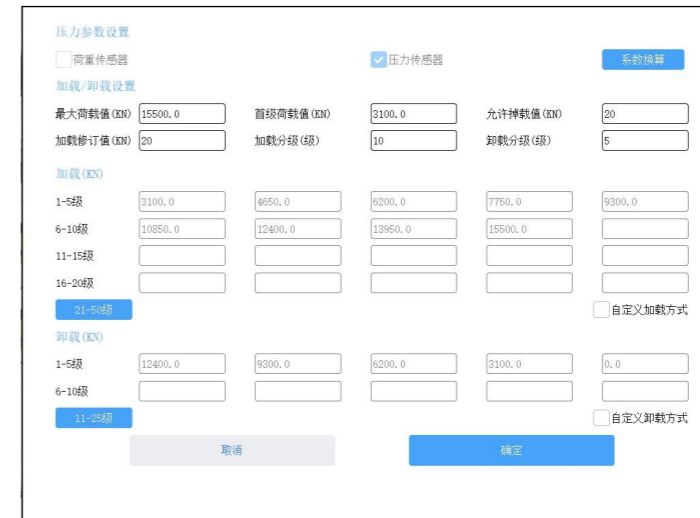 压力参数设置
荷重传感器 压力传感器 系数换算
加载/卸载设置
最大荷载值(KN) 15500.0 首级荷载值(KN) 3100.0 允许掉载值(KN) 20
加载修订值(KN) 20 加载分级(级) 10 卸载分级(级) 5
加载(KN)
1-5级 3100.0 4650.0 6200.0 7750.0 9300.0
6-10级 10850.0 12400.0 13950.0 15500.0
11-15级
16-20级
21-50级 自定义加载方式
卸载(KN)
1-5级 12400.0 9300.0 6200.0 3100.0 0.0
6-10级
11-25级 自定义卸载方式
取消 确定